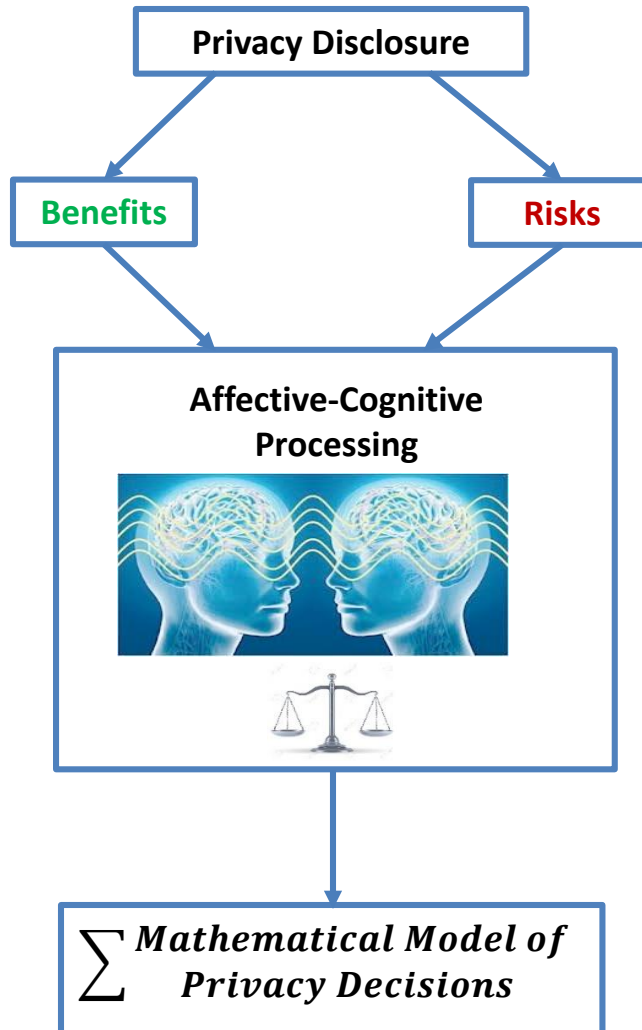 Privacy Disclosure
Benefits
Risks
Affective-Cognitive
Processing
∑ Mathematical Model of
Privacy Decisions